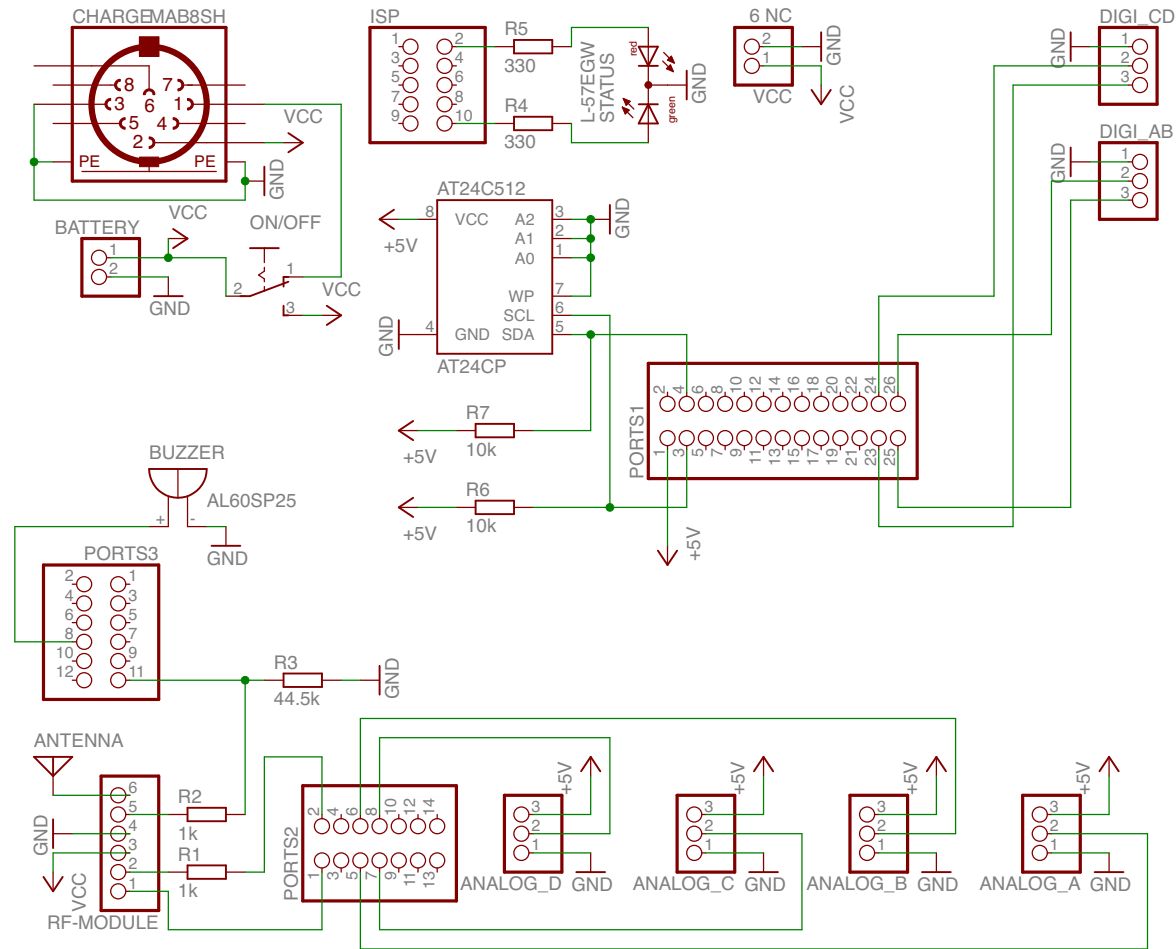 CHARGE MAB8SH
8 7
3 6 1
5 4
2
PE PE
VCC
GND
ISP
1 2
3 4
5 6
7 8
9 10
R5
330
R4
330
L-57EGW
STATUS
red
green
GND
6 NC
2
1
VCC
GND
VCC
DIGI_CD
1
2
3
GND
DIGI_AB
1
2
3
GND
BATTERY
1
2
VCC
GND
ON/OFF
1
2
3
VCC
AT24C512
8 VCC A2 3
A1 2
A0 1
WP 7
SCL 6
4 GND SDA 5
AT24CP
+5V
GND
GND
R7
10k
+5V
R6
10k
+5V
PORTS1
2 4 6 8 10 12 14 16 18 20 22 24 26
1 3 5 7 9 11 13 15 17 19 21 23 25
+5V
BUZZER
AL60SP25
+ -
GND
PORTS3
2 1
4 3
6 5
8 7
10 9
12 11
R3
44.5k
GND
ANTENNA
6
5
4
3
2
1
GND
VCC
RF-MODULE
R2
1k
R1
1k
PORTS2
2 4 6 8 10 12 14
1 3 5 7 9 11 13
3
2
1
+5V
ANALOG_D GND
3
2
1
+5V
ANALOG_C GND
3
2
1
+5V
ANALOG_B GND
3
2
1
+5V
ANALOG_A GND